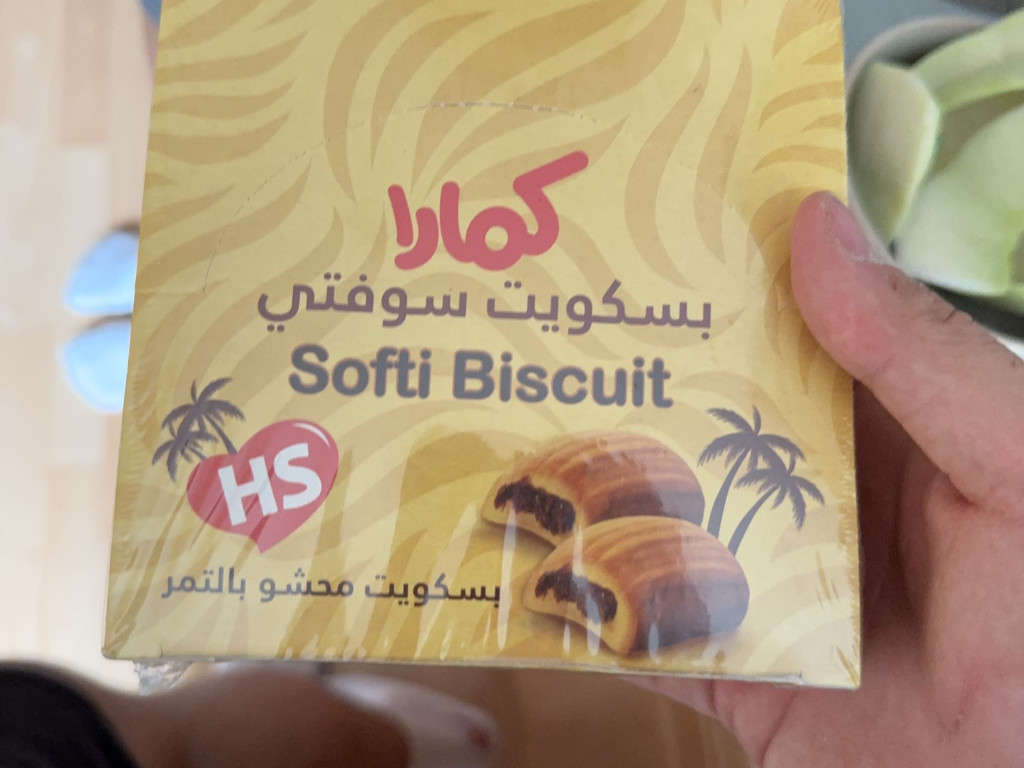 كمارا
بسكويت سوفتي
Softi Biscuit
HS
بسكويت محشو بالتمر